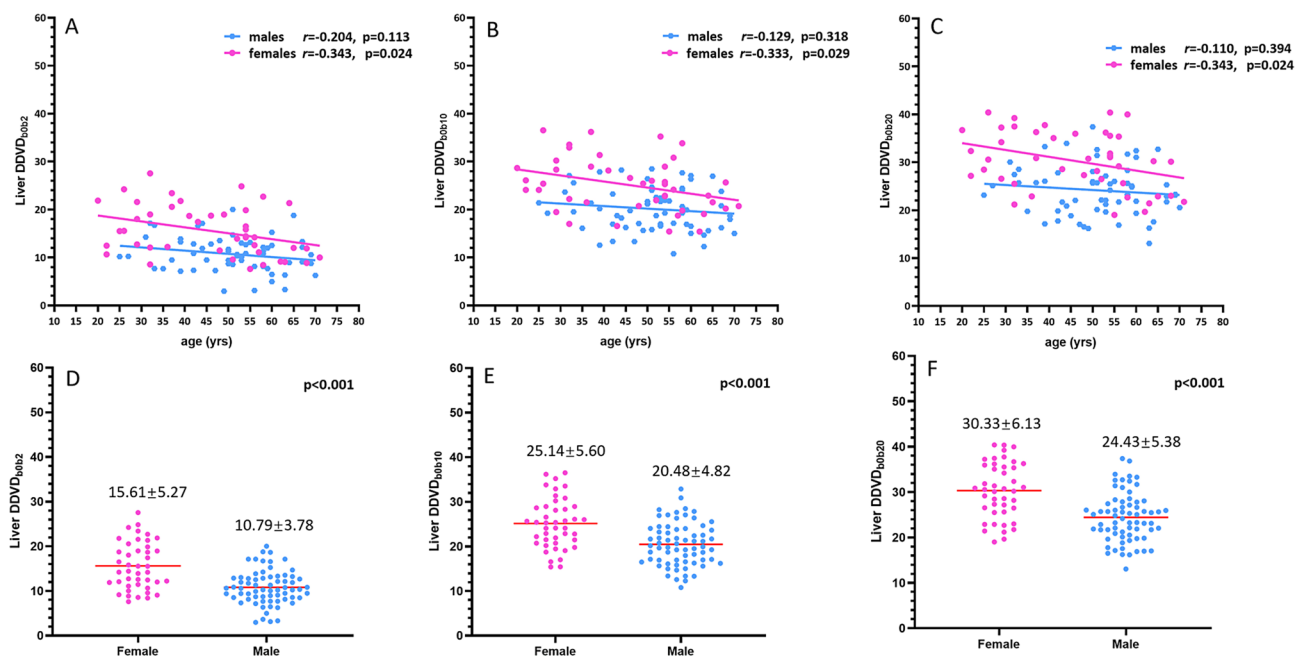 A
males r=-0.204, p=0.113
females r=-0.343, p=0.024
Liver DDVDb0b2
60
50
40
30
20
10
0
10 15 20 25 30 35 40 45 50 55 60 65 70 75 80
age (yrs)
B
males r=-0.129, p=0.318
females r=-0.333, p=0.029
Liver DDVDb0b10
60
50
40
30
20
10
0
10 15 20 25 30 35 40 45 50 55 60 65 70 75 80
age (yrs)
C
males r=-0.110, p=0.394
females r=-0.343, p=0.024
Liver DDVDb0b20
60
50
40
30
20
10
0
10 15 20 25 30 35 40 45 50 55 60 65 70 75 80
age (yrs)
D
p<0.001
Liver DDVDb0b2
60
50
40
30
20
10
0
15.61±5.27
10.79±3.78
Female Male
E
p<0.001
Liver DDVDb0b10
60
50
40
30
20
10
0
25.14±5.60
20.48±4.82
Female Male
F
p<0.001
Liver DDVDb0b20
60
50
40
30
20
10
0
30.33±6.13
24.43±5.38
Female Male